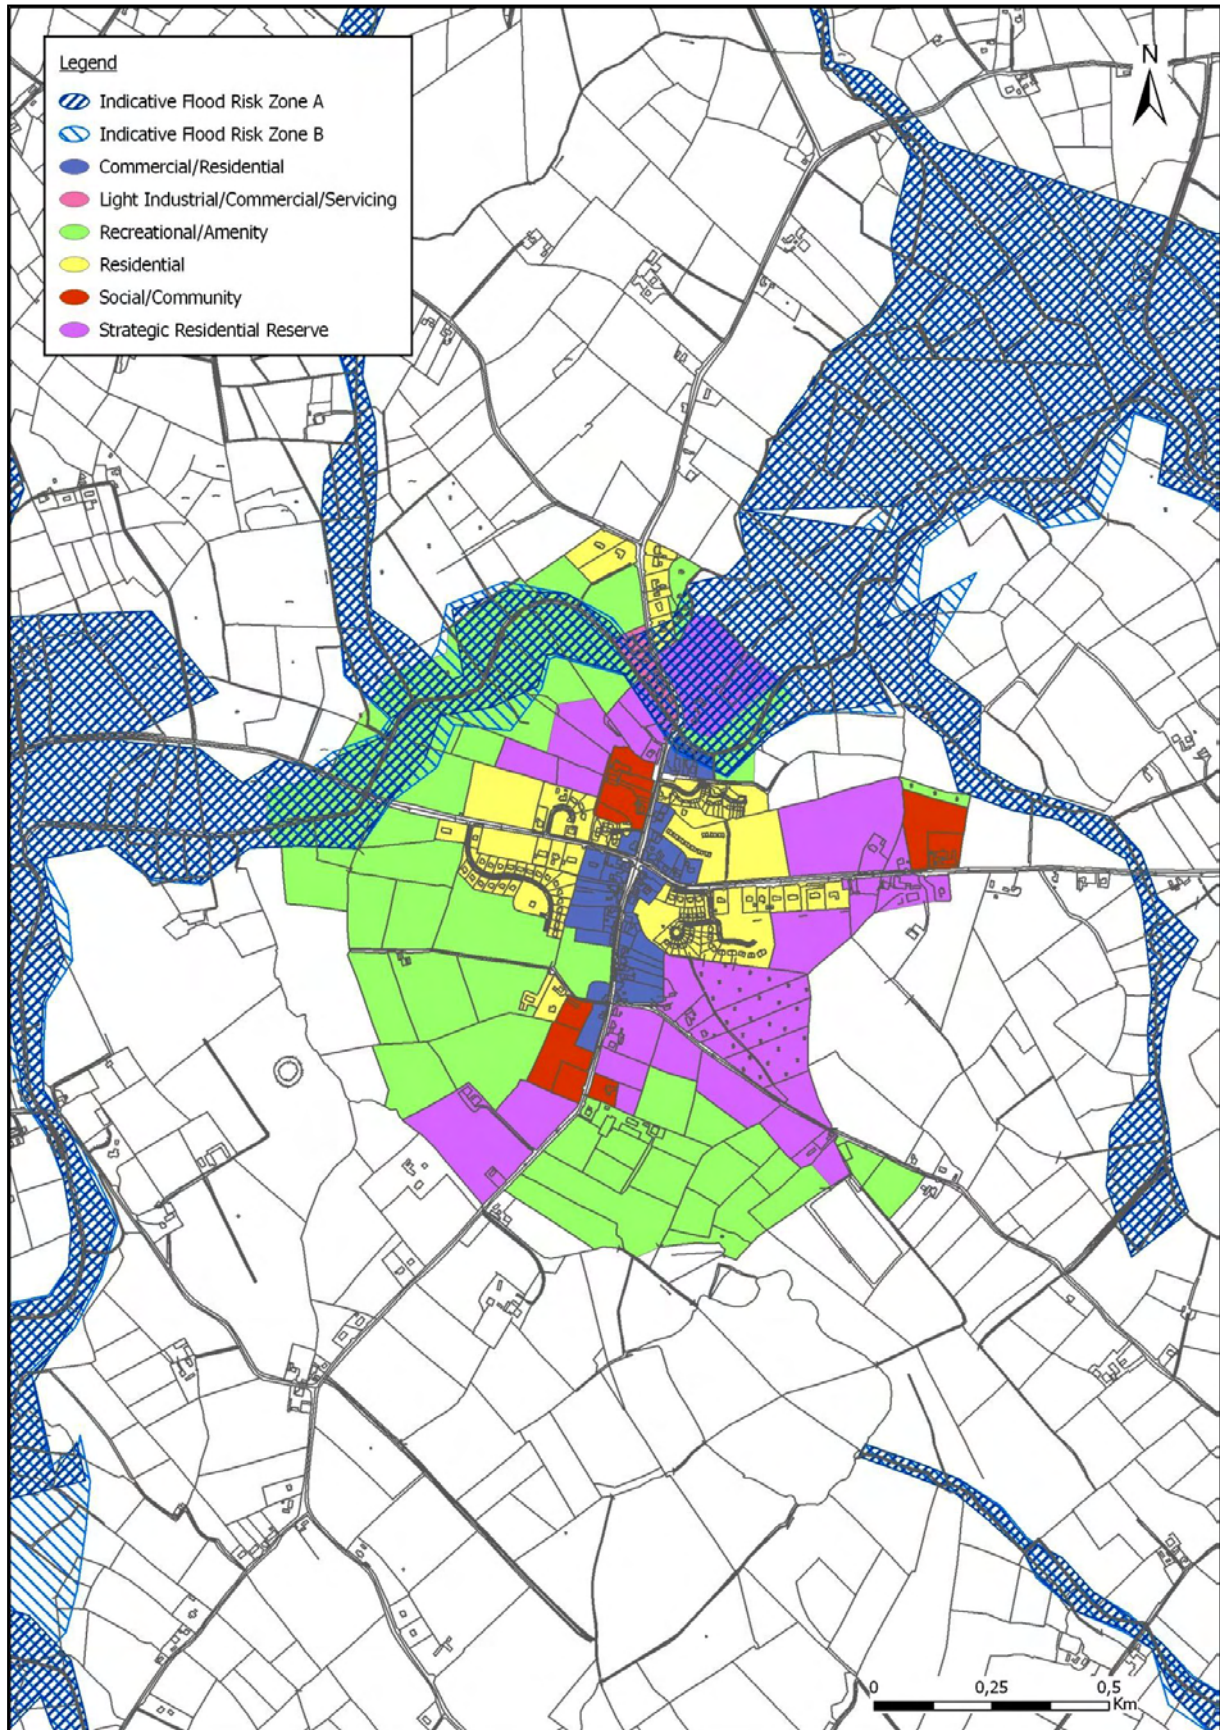 Legend
Indicative Flood Risk Zone A
Indicative Flood Risk Zone B
Commercial/Residential
Light Industrial/Commercial/Servicing
Recreational/Amenity
Residential
Social/Community
Strategic Residential Reserve
N
0 0,25 0,5
Km